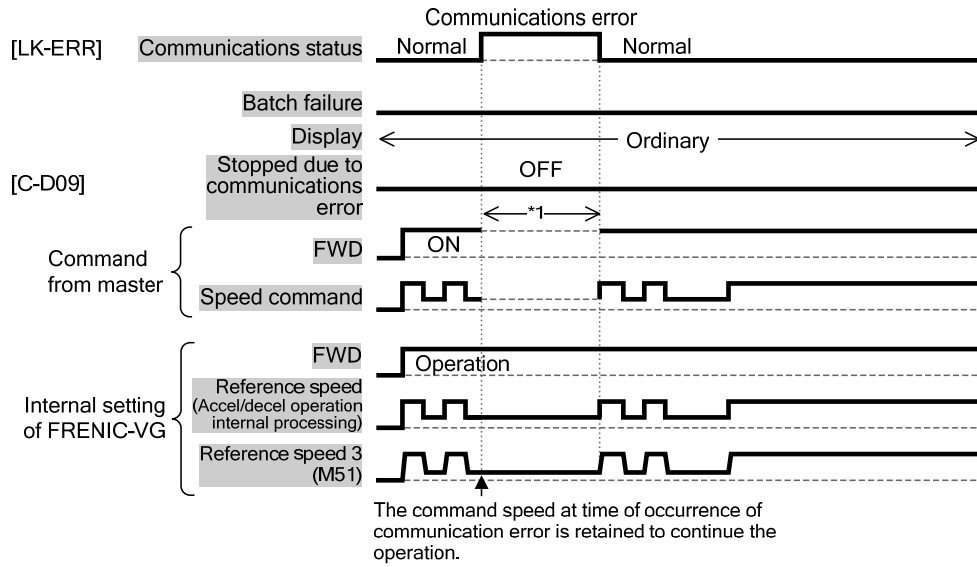 Communications error
[LK-ERR] Communications status Normal Normal
Batch failure
Display Ordinary
[C-D09] Stopped due to
communications
error
OFF
*1
Command
from master
FWD ON
Speed command
Internal setting
of FRENIC-VG
FWD Operation
Reference speed
(Accel/decel operation
internal processing)
Reference speed 3
(M51)
The command speed at time of occurrence of
communication error is retained to continue the
operation.